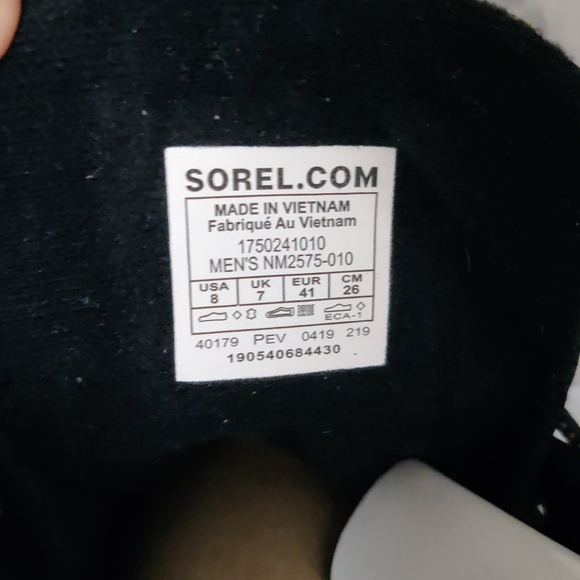 SOREL.COM
MADE IN VIETNAM
Fabriqué Au Vietnam
1750241010
MEN'S NM2575-010
USA UK EUR CM
8 7 41 26
ECA-1
40179 PEV 0419 219
190540684430